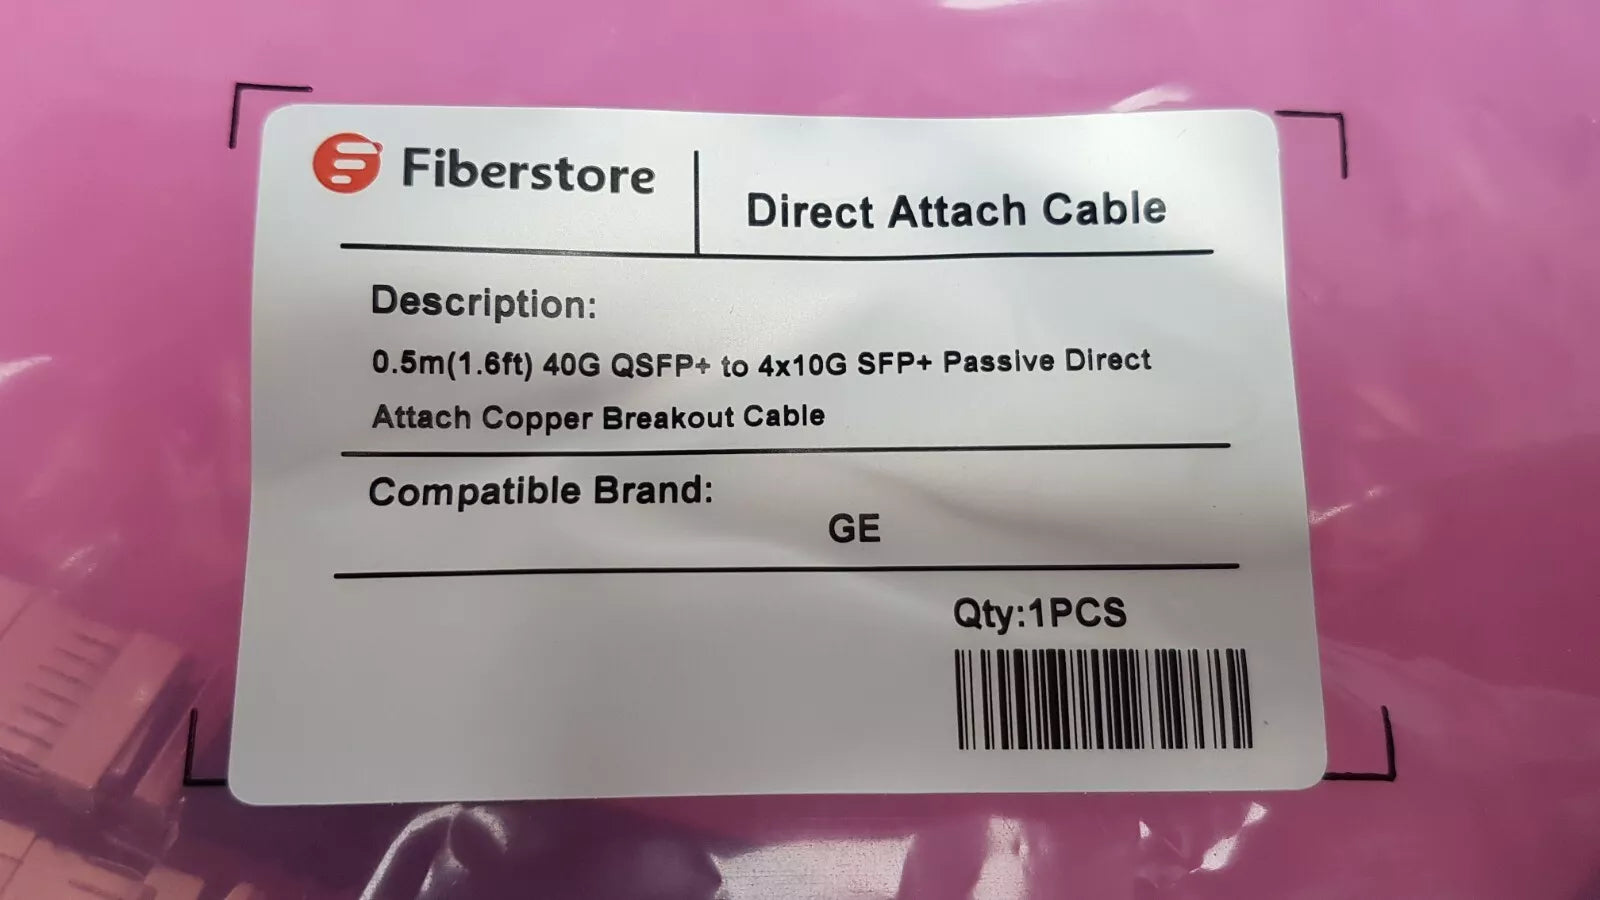 Fiberstore
Direct Attach Cable
Description:
0.5m(1.6ft) 40G QSFP+ to 4x10G SFP+ Passive Direct
Attach Copper Breakout Cable
Compatible Brand:
GE
Qty:1PCS